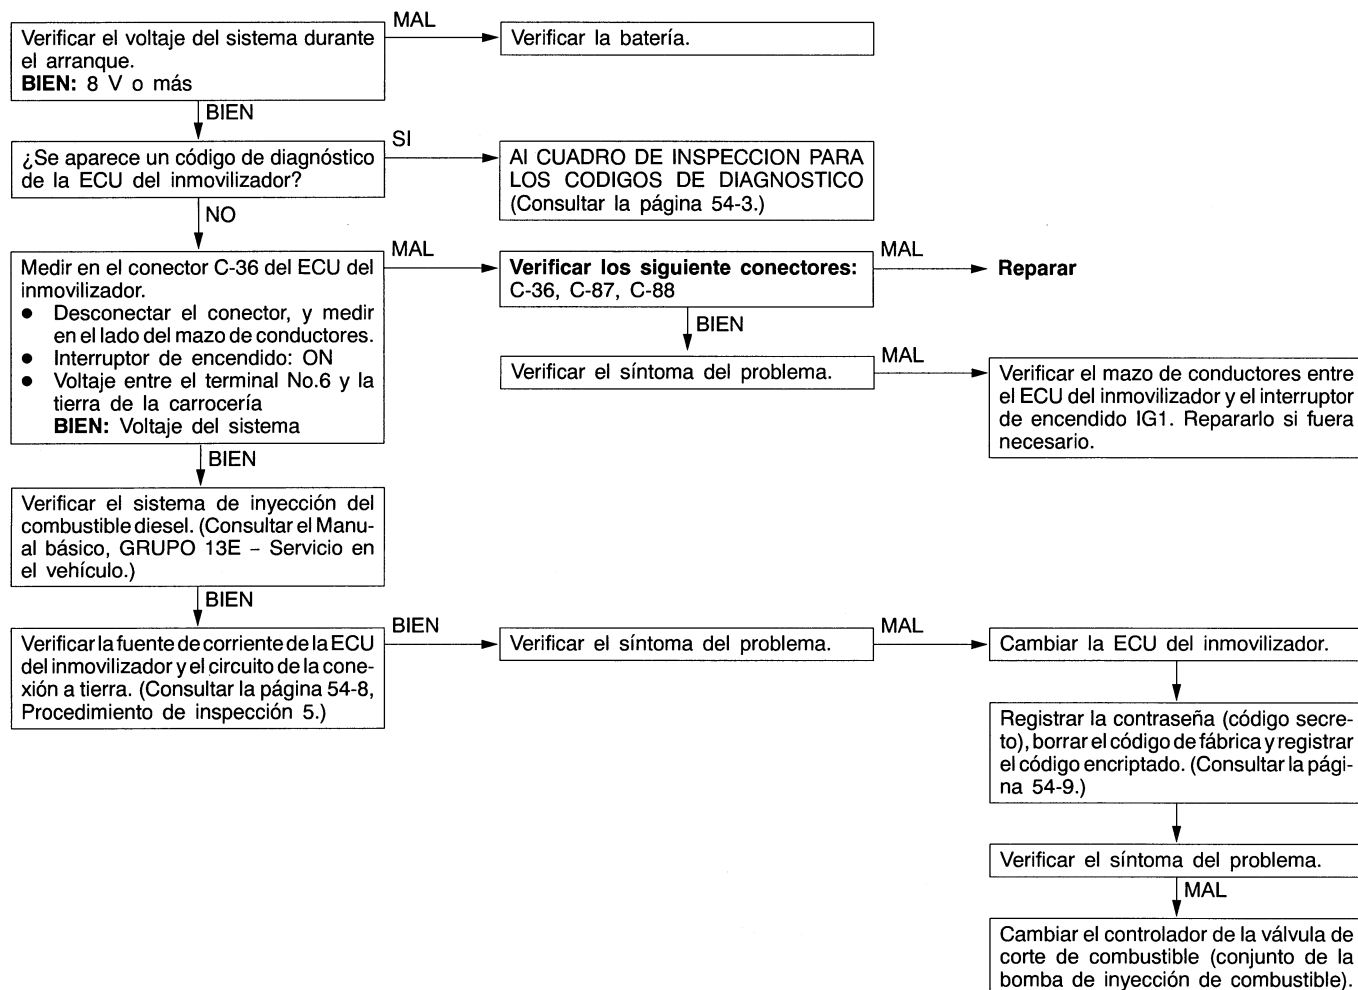 MAL
Verificar el voltaje del sistema durante
el arranque.
BIEN: 8 V o más
Verificar la batería.
BIEN
¿Se aparece un código de diagnóstico
de la ECU del inmovilizador?
SI
Al CUADRO DE INSPECCION PARA
LOS CODIGOS DE DIAGNOSTICO
(Consultar la página 54-3.)
NO
Medir en el conector C-36 del ECU del
inmovilizador.
● Desconectar el conector, y medir
en el lado del mazo de conductores.
● Interruptor de encendido: ON
● Voltaje entre el terminal No.6 y la
tierra de la carrocería
BIEN: Voltaje del sistema
MAL
Verificar los siguiente conectores:
C-36, C-87, C-88
MAL
Reparar
BIEN
Verificar el síntoma del problema.
MAL
Verificar el mazo de conductores entre
el ECU del inmovilizador y el interruptor
de encendido IG1. Repararlo si fuera
necesario.
BIEN
Verificar el sistema de inyección del
combustible diesel. (Consultar el Manu-
al básico, GRUPO 13E – Servicio en
el vehículo.)
BIEN
Verificar la fuente de corriente de la ECU
del inmovilizador y el circuito de la cone-
xión a tierra. (Consultar la página 54-8,
Procedimiento de inspección 5.)
BIEN
Verificar el síntoma del problema.
MAL
Cambiar la ECU del inmovilizador.
Registrar la contraseña (código secre-
to), borrar el código de fábrica y registrar
el código encriptado. (Consultar la pági-
na 54-9.)
Verificar el síntoma del problema.
MAL
Cambiar el controlador de la válvula de
corte de combustible (conjunto de la
bomba de inyección de combustible).